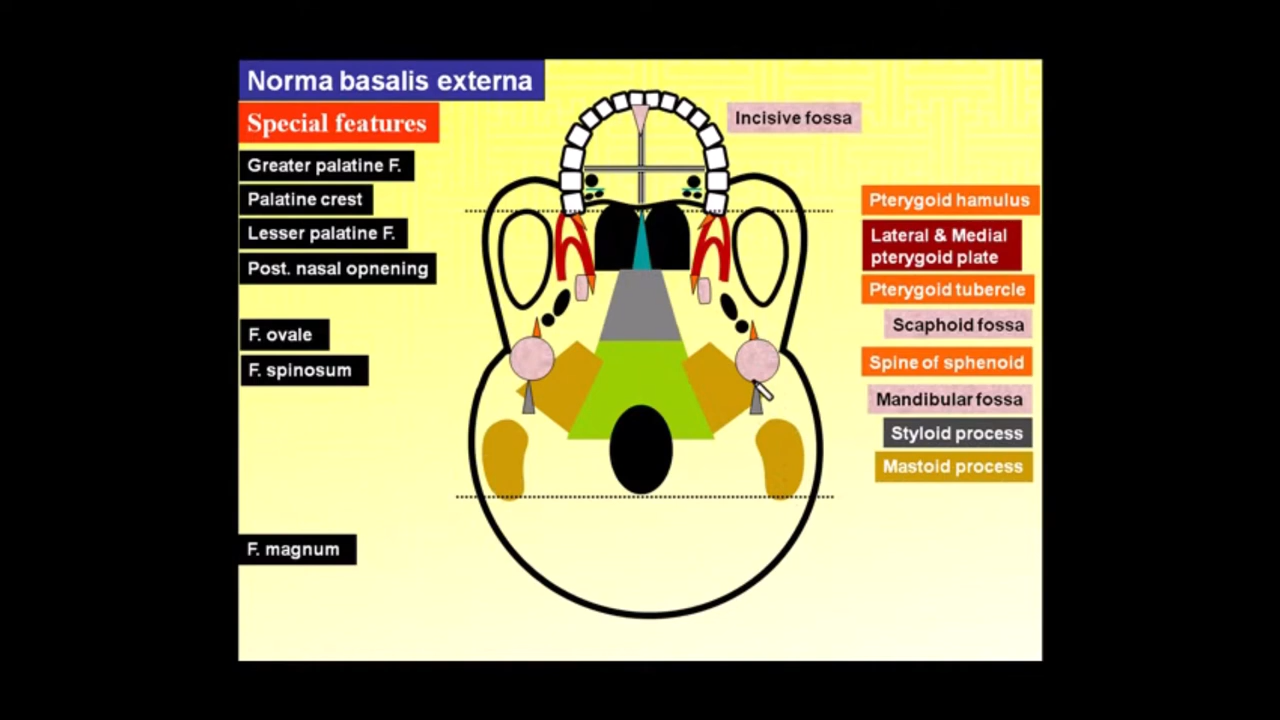 Norma basalis externa
Special features
Incisive fossa
Greater palatine F.
Palatine crest
Lesser palatine F.
Post. nasal opnening
F. ovale
F. spinosum
F. magnum
Pterygoid hamulus
Lateral & Medial
pterygoid plate
Pterygoid tubercle
Scaphoid fossa
Spine of sphenoid
Mandibular fossa
Styloid process
Mastoid process